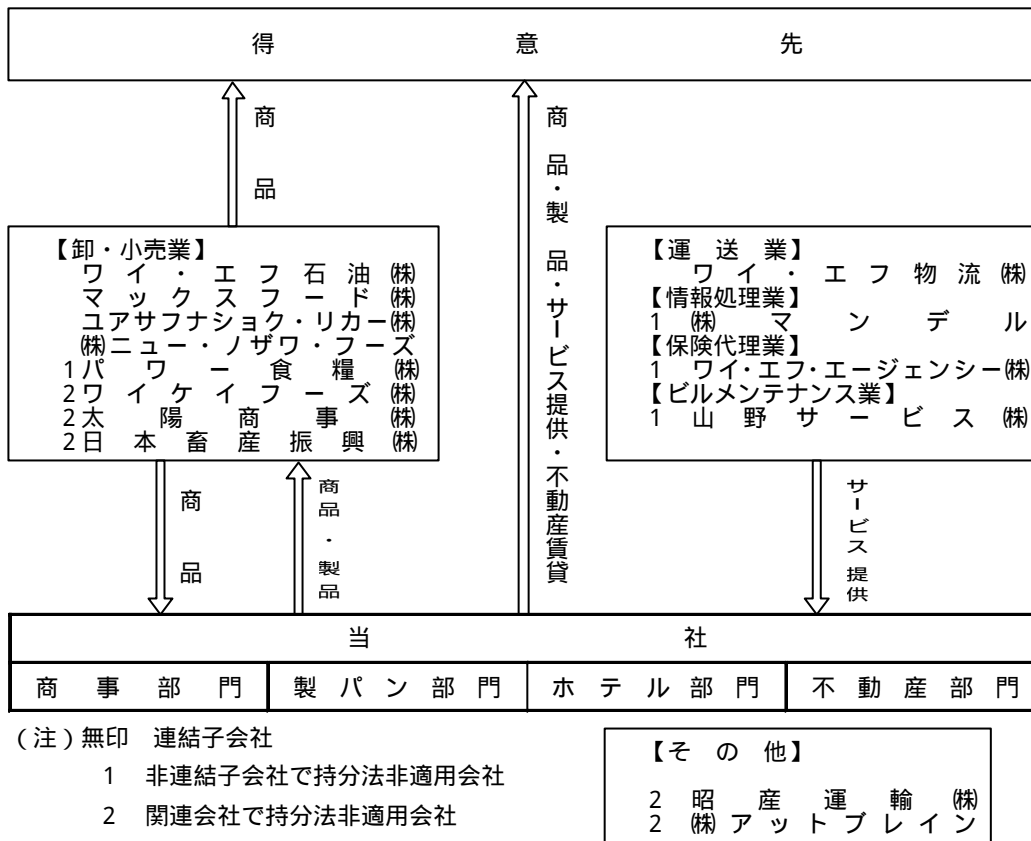 得意先
商品
商品・製品・サービス提供・不動産賃貸
【卸・小売業】
ワイ・エフ石油㈱
マックスフード㈱
ユアサフナショク・リカー㈱
㈱ニュー・ノザワ・フーズ
1パワー食糧㈱
2ワイケイフーズ㈱
2太陽商事㈱
2日本畜産振興㈱
【運送業】
ワイ・エフ物流㈱
【情報処理業】
1 ㈱マンデル
【保険代理業】
1 ワイ・エフ・エージェンシー㈱
【ビルメンテナンス業】
1 山野サービス㈱
商品
商品・製品
サービス提供
当社
商事部門 製パン部門 ホテル部門 不動産部門
(注)無印 連結子会社
1 非連結子会社で持分法非適用会社
2 関連会社で持分法非適用会社
【その他】
2 昭産運輸㈱
2 ㈱アットブレイン